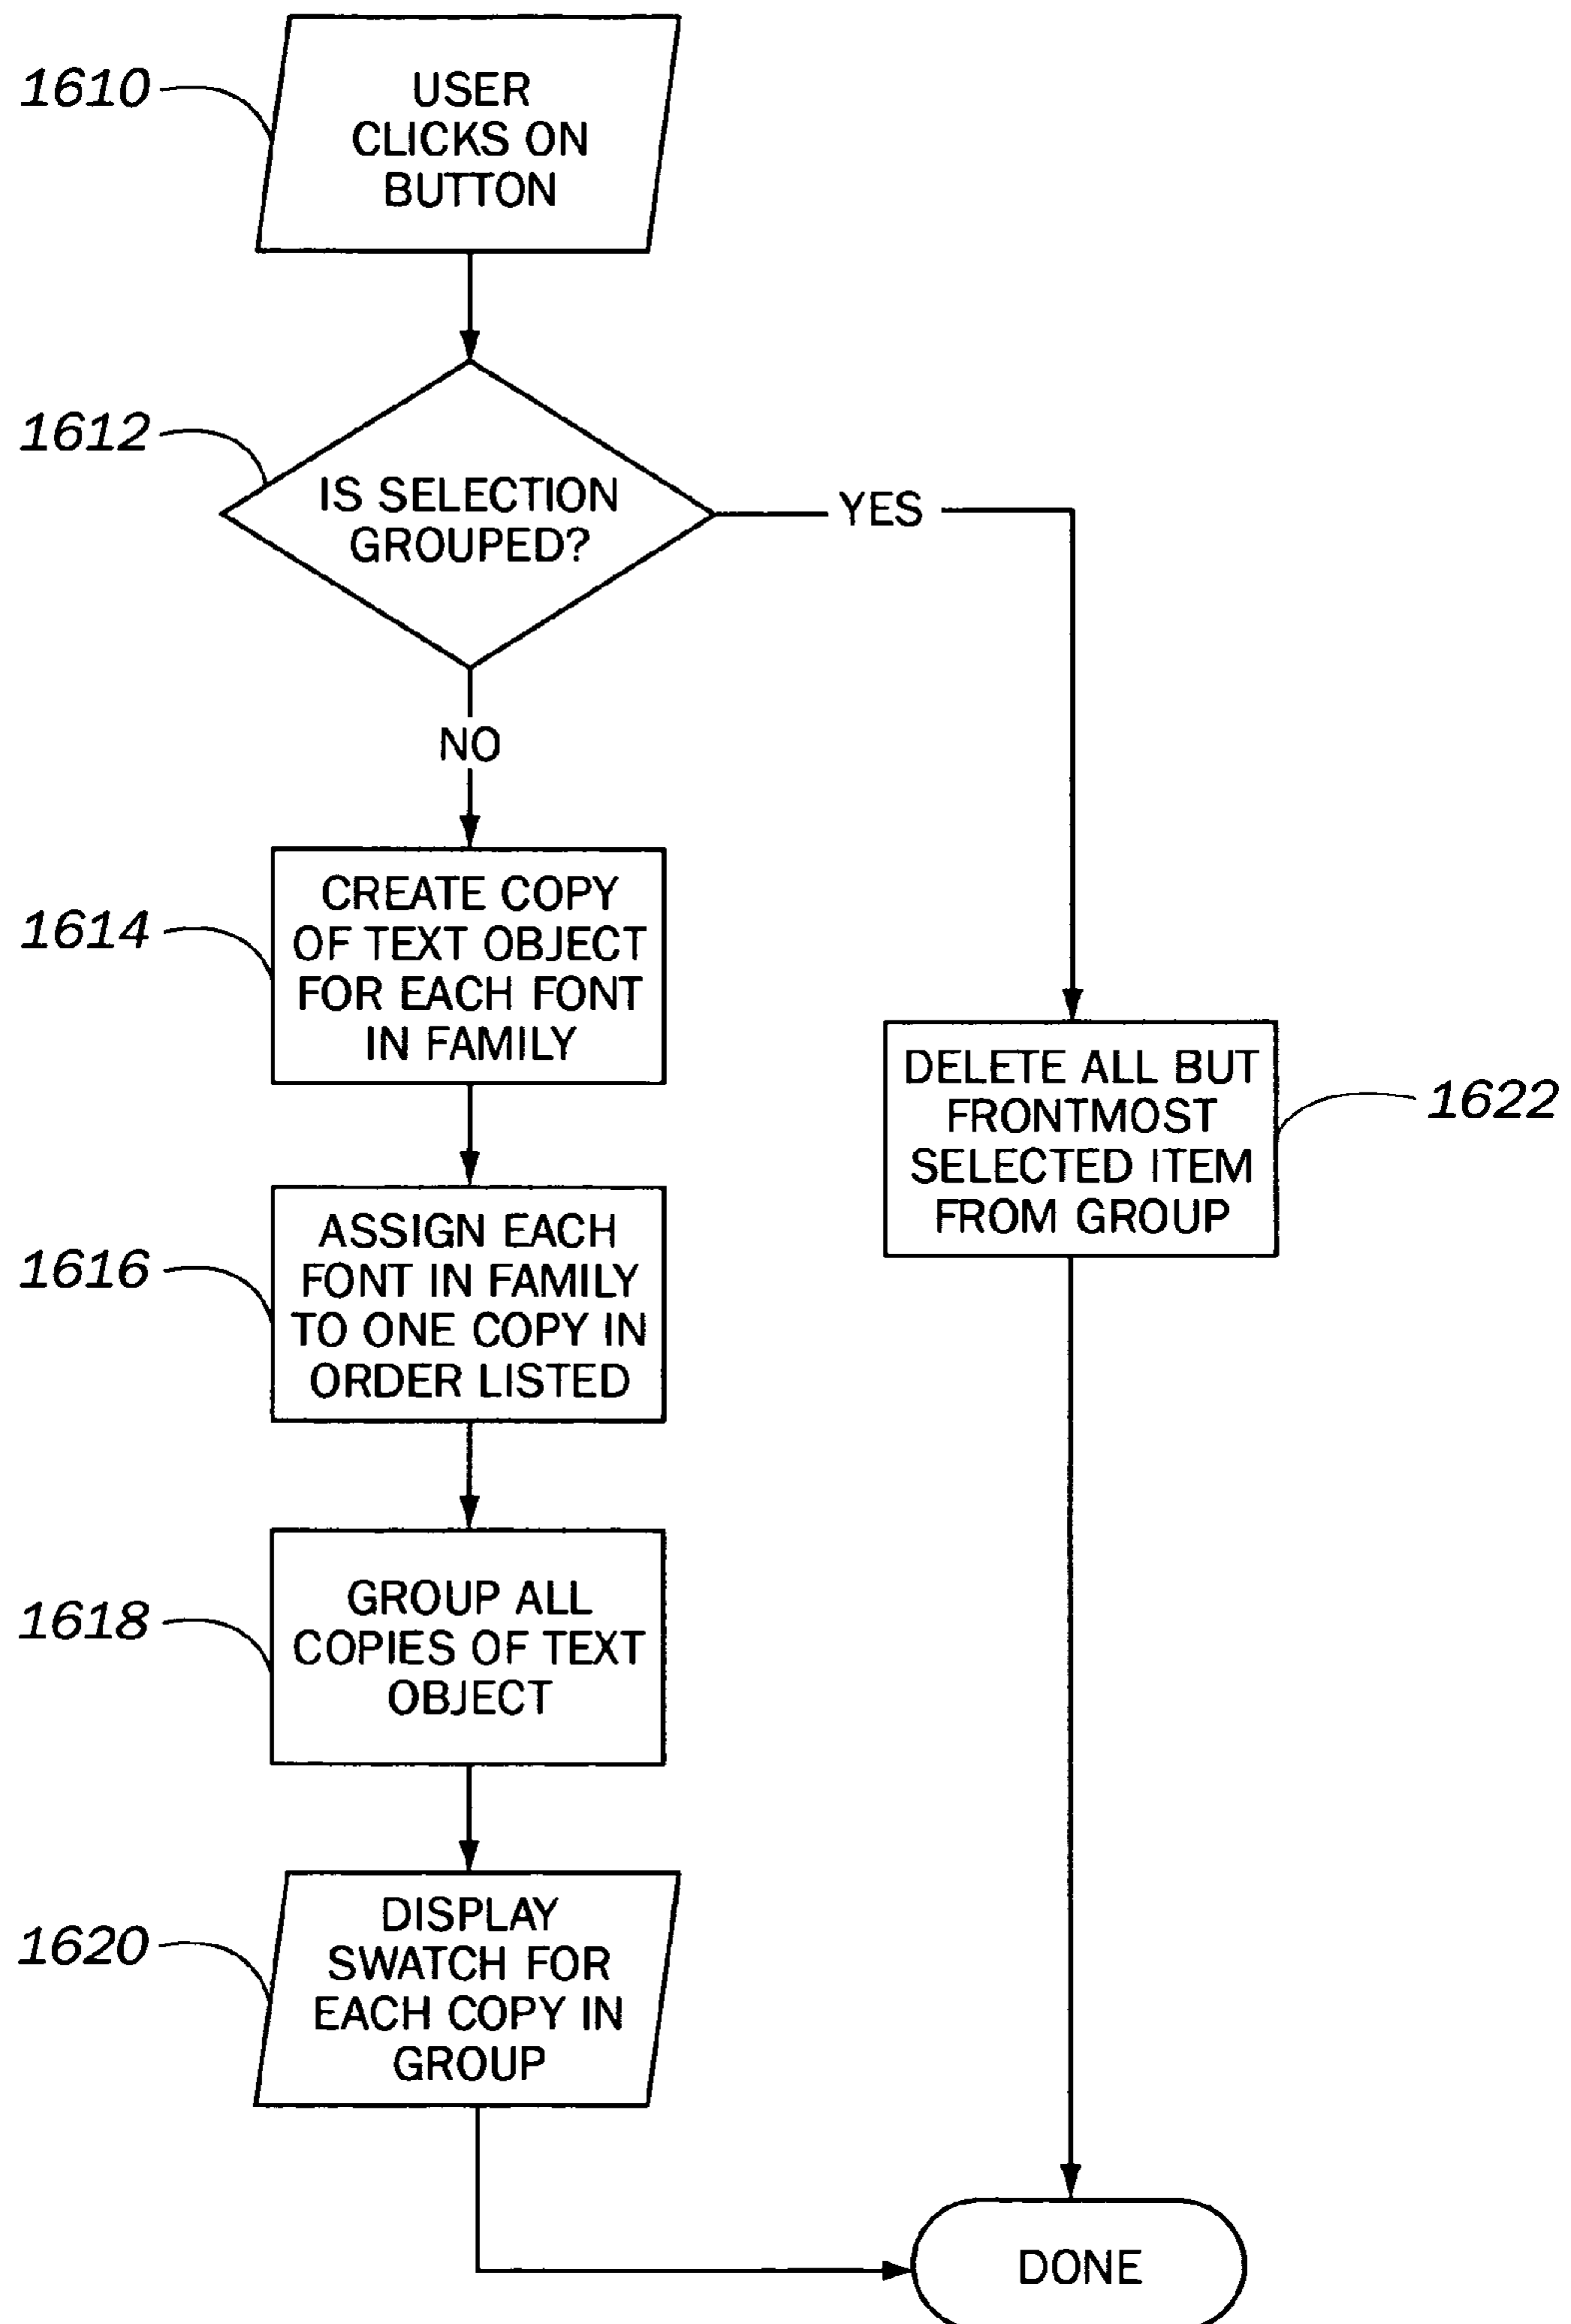 1610
USER
CLICKS ON
BUTTON
1612
IS SELECTION
GROUPED?
YES
NO
1614
CREATE COPY
OF TEXT OBJECT
FOR EACH FONT
IN FAMILY
DELETE ALL BUT
FRONTMOST
SELECTED ITEM
FROM GROUP
1622
1616
ASSIGN EACH
FONT IN FAMILY
TO ONE COPY IN
ORDER LISTED
1618
GROUP ALL
COPIES OF TEXT
OBJECT
1620
DISPLAY
SWATCH FOR
EACH COPY IN
GROUP
DONE